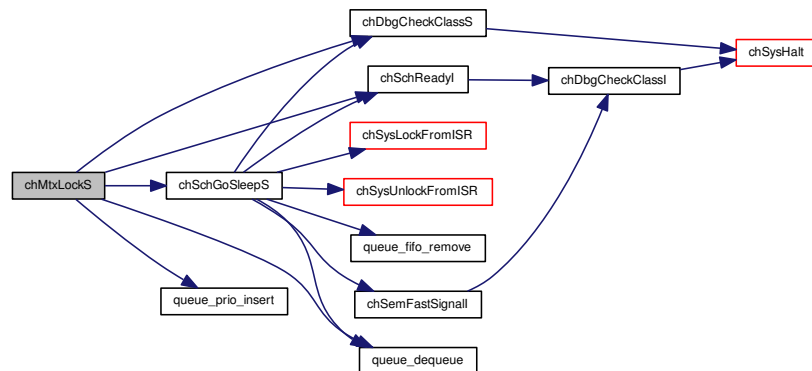 chMtxLockS
chDbgCheckClassS
chSchReadyI
chSchGoSleepS
queue_prio_insert
chSysLockFromISR
chSysUnlockFromISR
queue_fifo_remove
chSemFastSignalI
queue_dequeue
chDbgCheckClassI
chSysHalt